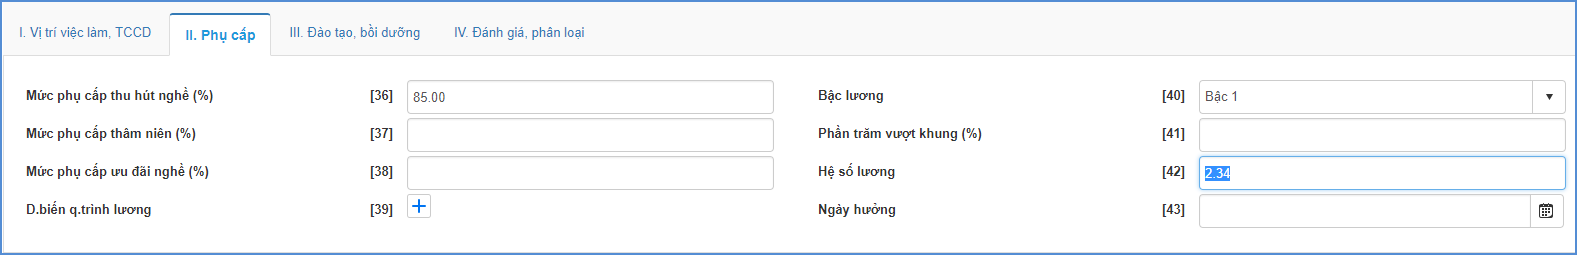 I. Vị trí việc làm, TCCD II. Phụ cấp III. Đào tạo, bồi dưỡng IV. Đánh giá, phân loại
Mức phụ cấp thu hút nghề (%) [36] 85.00 Bậc lương [40] Bậc 1
Mức phụ cấp thâm niên (%) [37] Phần trăm vượt khung (%) [41]
Mức phụ cấp ưu đãi nghề (%) [38] Hệ số lương [42] 2.34
D.biến q.trình lương [39] Ngày hưởng [43]